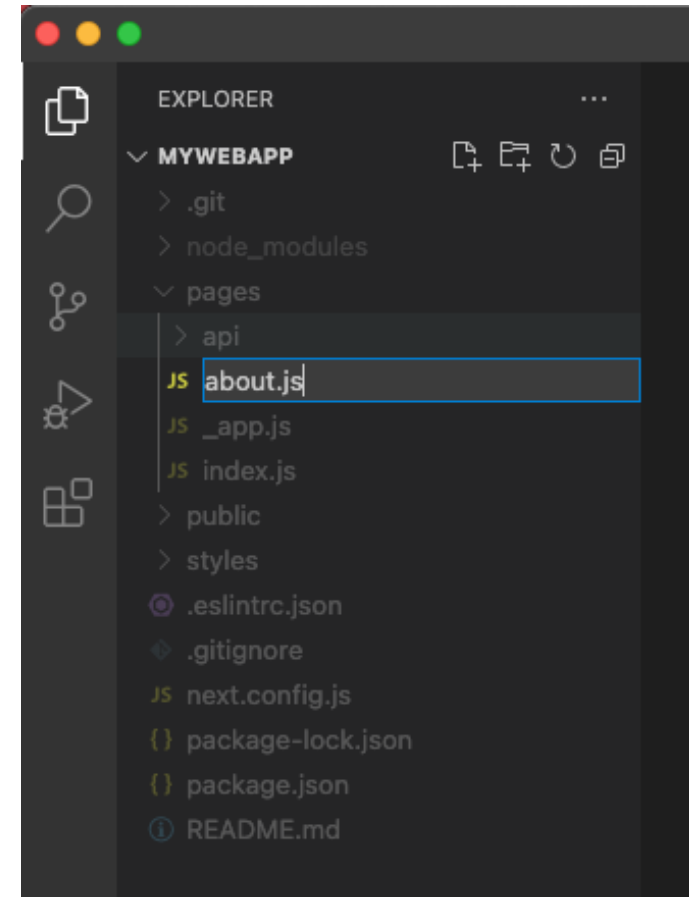 EXPLORER
MYWEBAPP
.git
node_modules
pages
api
JS about.js
JS _app.js
JS index.js
public
styles
.eslintrc.json
.gitignore
JS next.config.js
{} package-lock.json
{} package.json
README.md